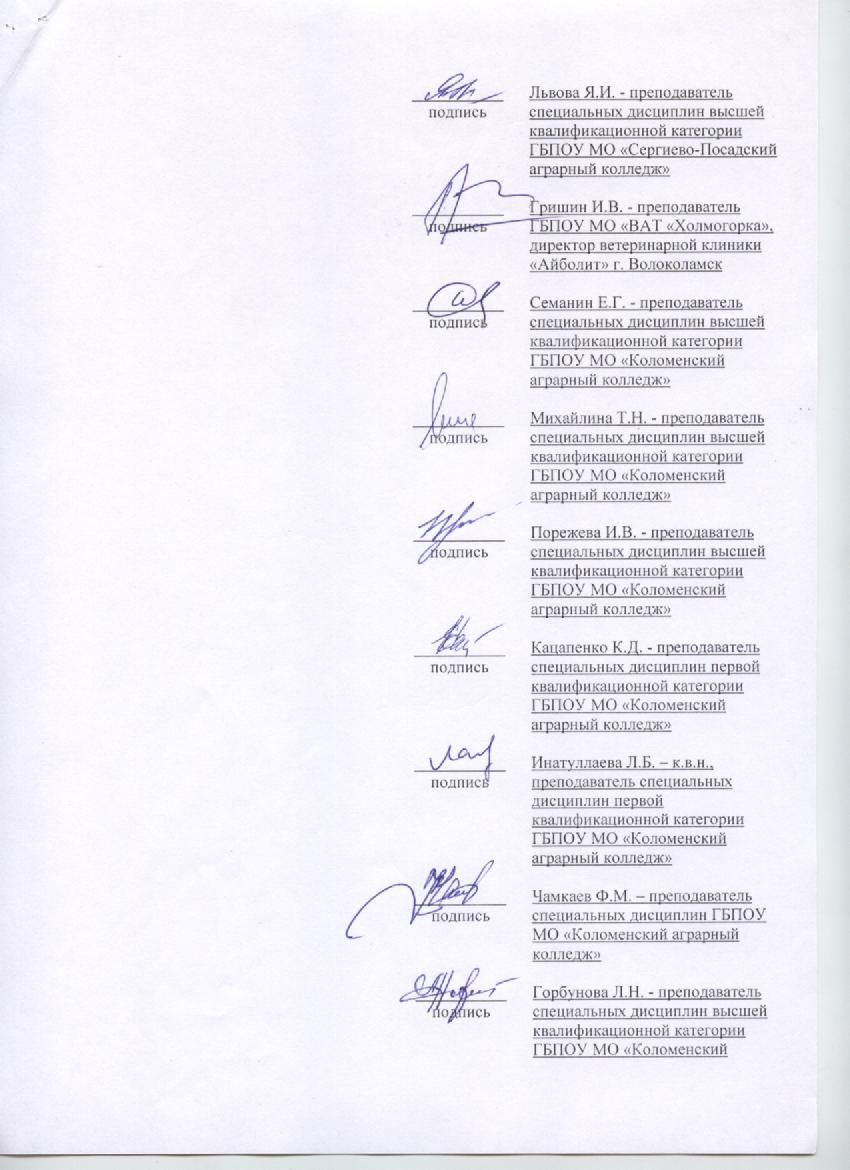 Львова Я.И. - преподаватель
подпись специальных дисциплин высшей
квалификационной категории
ГБПОУ МО «Сергиево-Посадский
аграрный колледж»
Гришин И.В. - преподаватель
подпись ГБПОУ МО «ВАТ «Холмогорка»,
директор ветеринарной клиники
«Айболит» г. Волоколамск
Семанин Е.Г. - преподаватель
подпись специальных дисциплин высшей
квалификационной категории
ГБПОУ МО «Коломенский
аграрный колледж»
Михайлина Т.Н. - преподаватель
подпись специальных дисциплин высшей
квалификационной категории
ГБПОУ МО «Коломенский
аграрный колледж»
Порежева И.В. - преподаватель
подпись специальных дисциплин высшей
квалификационной категории
ГБПОУ МО «Коломенский
аграрный колледж»
Кацапенко К.Д. - преподаватель
подпись специальных дисциплин первой
квалификационной категории
ГБПОУ МО «Коломенский
аграрный колледж»
Инатуллаева Л.Б. – к.в.н.,
подпись преподаватель специальных
дисциплин первой
квалификационной категории
ГБПОУ МО «Коломенский
аграрный колледж»
Чамкаев Ф.М. – преподаватель
подпись специальных дисциплин ГБПОУ
МО «Коломенский аграрный
колледж»
Горбунова Л.Н. - преподаватель
подпись специальных дисциплин высшей
квалификационной категории
ГБПОУ МО «Коломенский